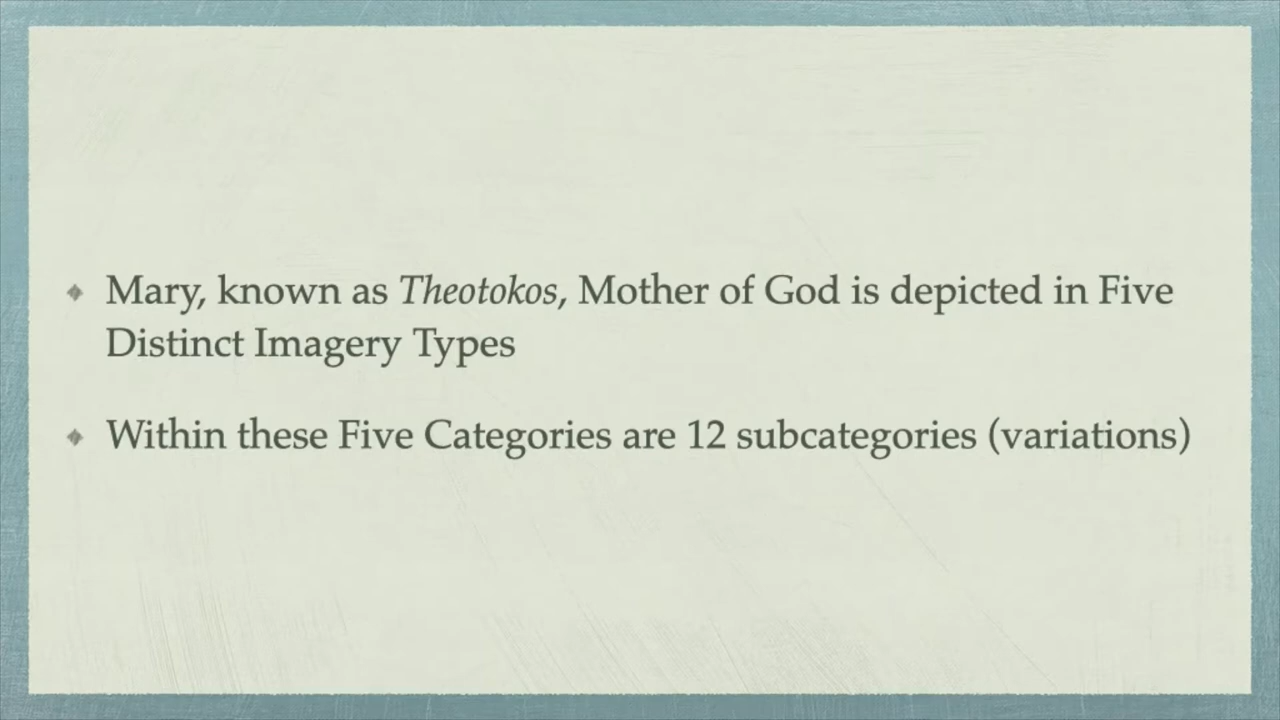 Mary, known as Theotokos, Mother of God is depicted in Five
Distinct Imagery Types
Within these Five Categories are 12 subcategories (variations)